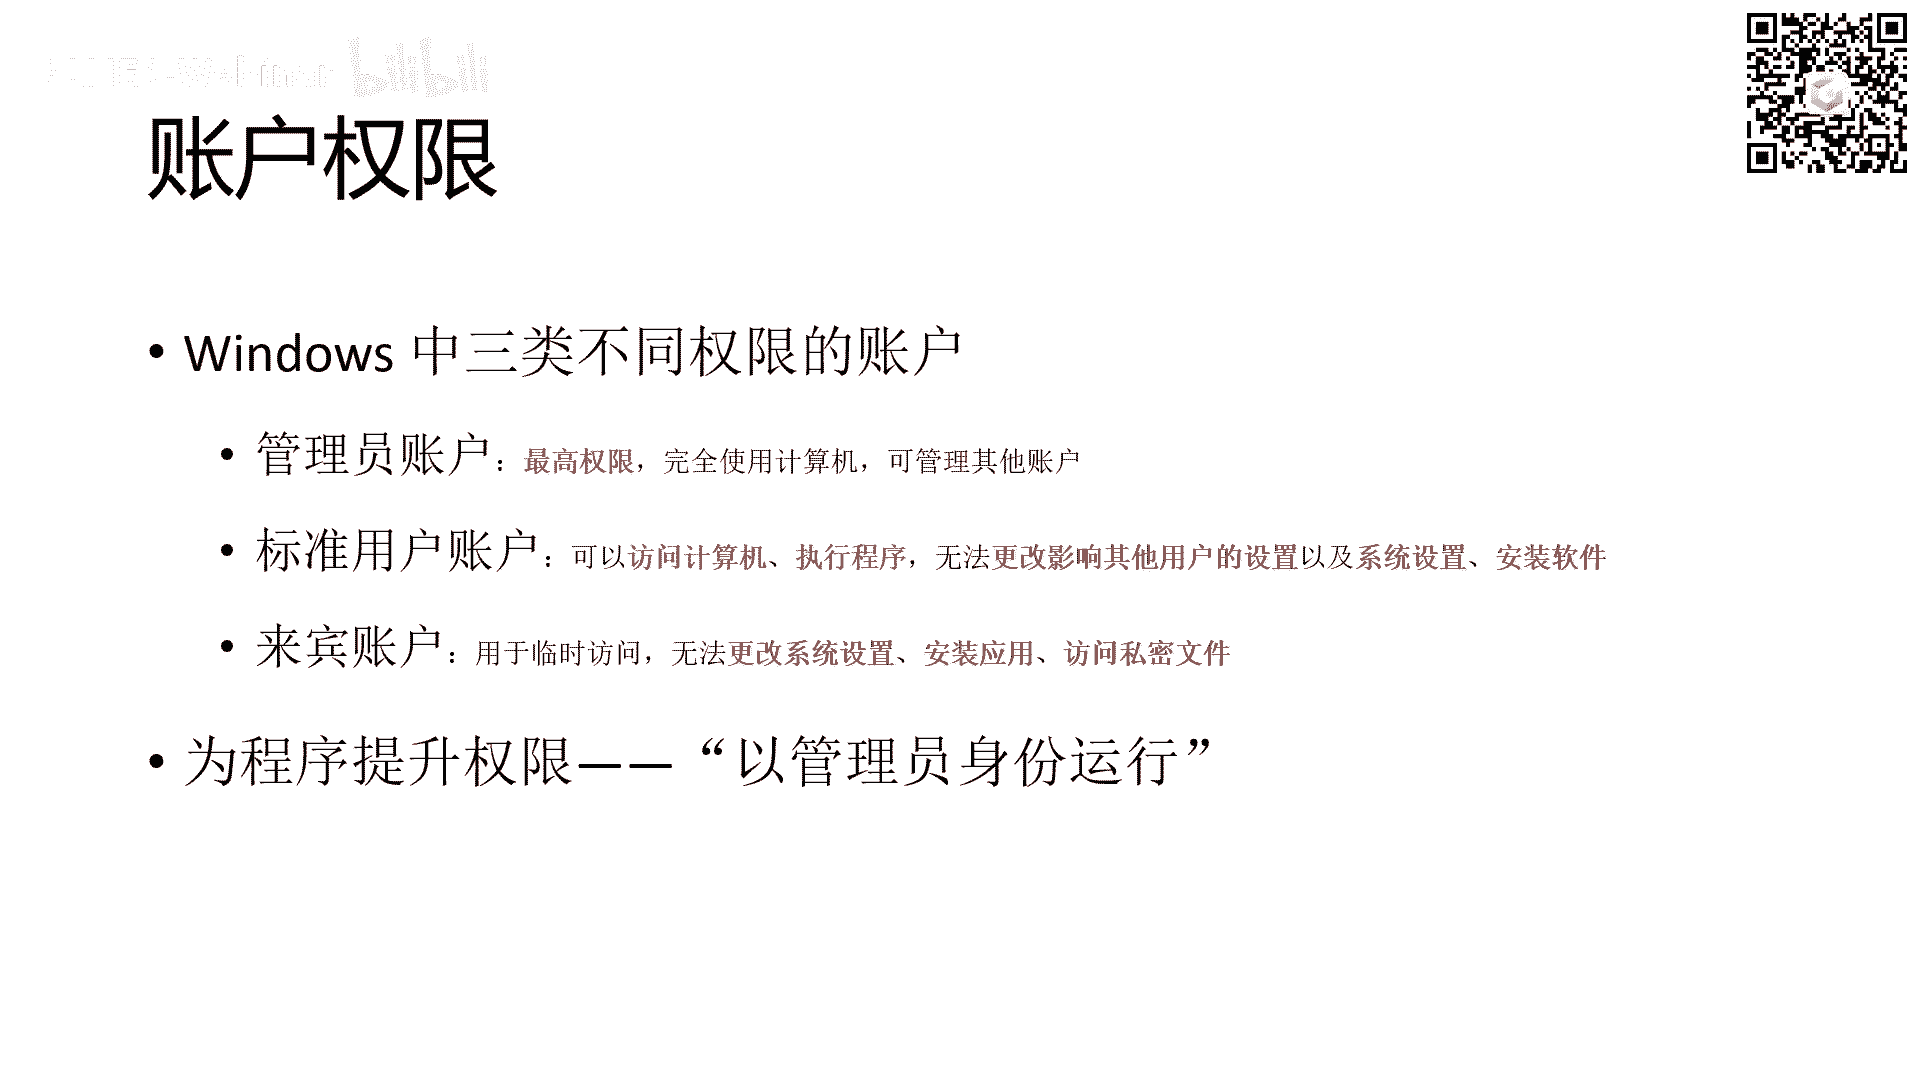 bilibili
账户权限
• Windows 中三类不同权限的账户
• 管理员账户：最高权限，完全使用计算机，可管理其他账户
• 标准用户账户：可以访问计算机、执行程序，无法更改影响其他用户的设置以及系统设置、安装软件
• 来宾账户：用于临时访问，无法更改系统设置、安装应用、访问私密文件
• 为程序提升权限——“以管理员身份运行”